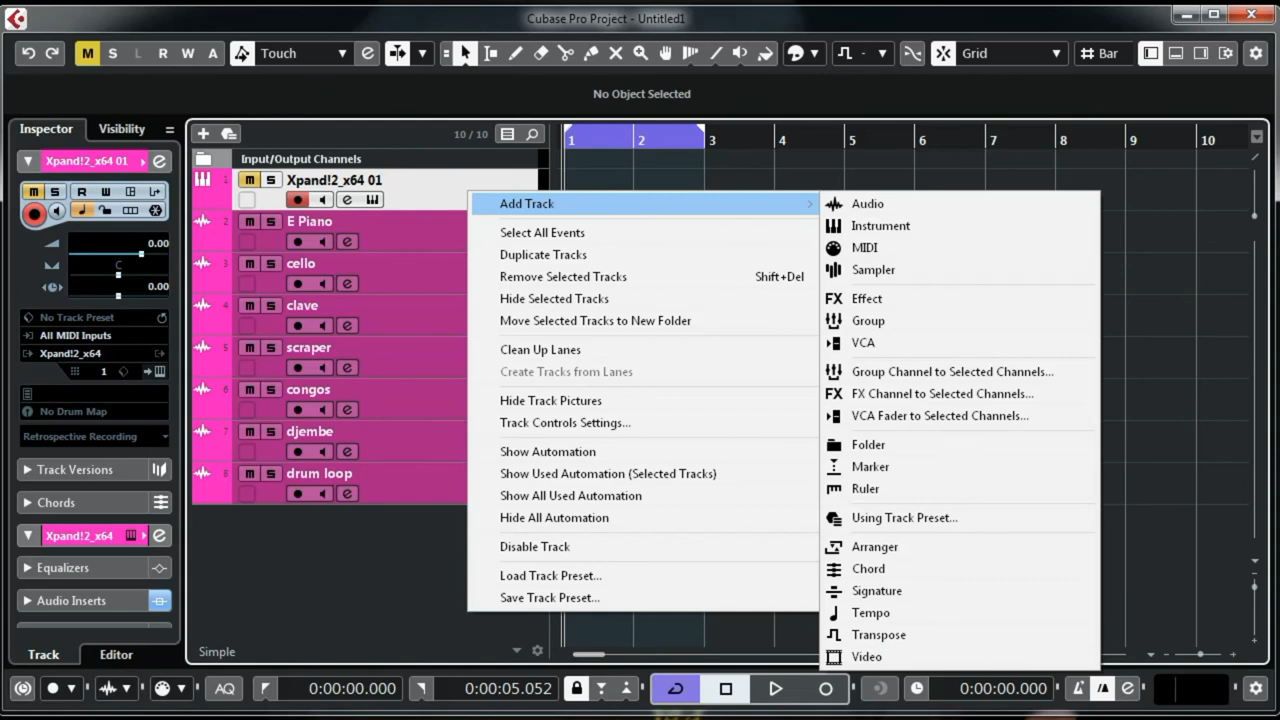 Cubase Pro Project - Untitled1
M S L R W A Touch Grid Bar
No Object Selected
Inspector Visibility
10 / 10
1 2 3 4 5 6 7 8 9 10
Input/Output Channels
Xpand!2_x64 01
m S R W
0.00
C
0.00
No Track Preset
All MIDI Inputs
Xpand!2_x64
1
No Drum Map
Retrospective Recording
Track Versions
Chords
Xpand!2_x64
Equalizers
Audio Inserts
Track Editor
1 m S Xpand!2_x64 01
e
2 m S E Piano
e
3 m S cello
e
4 m S clave
e
5 m S scraper
e
6 m S congos
e
7 m S djembe
e
8 m S drum loop
e
Simple
Add Track
Select All Events
Duplicate Tracks
Remove Selected Tracks Shift+Del
Hide Selected Tracks
Move Selected Tracks to New Folder
Clean Up Lanes
Create Tracks from Lanes
Hide Track Pictures
Track Controls Settings...
Show Automation
Show Used Automation (Selected Tracks)
Show All Used Automation
Hide All Automation
Disable Track
Load Track Preset...
Save Track Preset...
Audio
Instrument
MIDI
Sampler
FX Effect
Group
VCA
Group Channel to Selected Channels...
FX FX Channel to Selected Channels...
VCA Fader to Selected Channels...
Folder
Marker
Ruler
Using Track Preset...
Arranger
Chord
Signature
Tempo
Transpose
Video
AQ 0:00:00.000 0:00:05.052 0:00:00.000